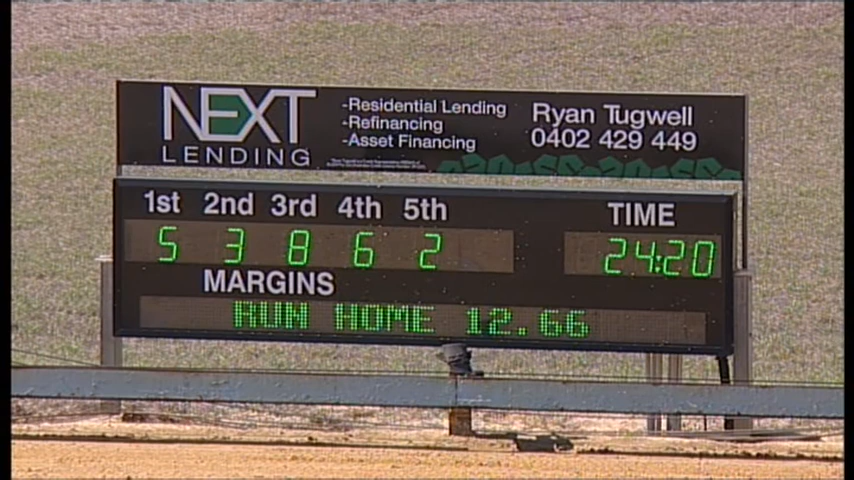 NEXT
LENDING
-Residential Lending
-Refinancing
-Asset Financing
Ryan Tugwell
0402 429 449
1st 2nd 3rd 4th 5th TIME
5 3 8 6 2 24:20
MARGINS
RUN HOME 12.66